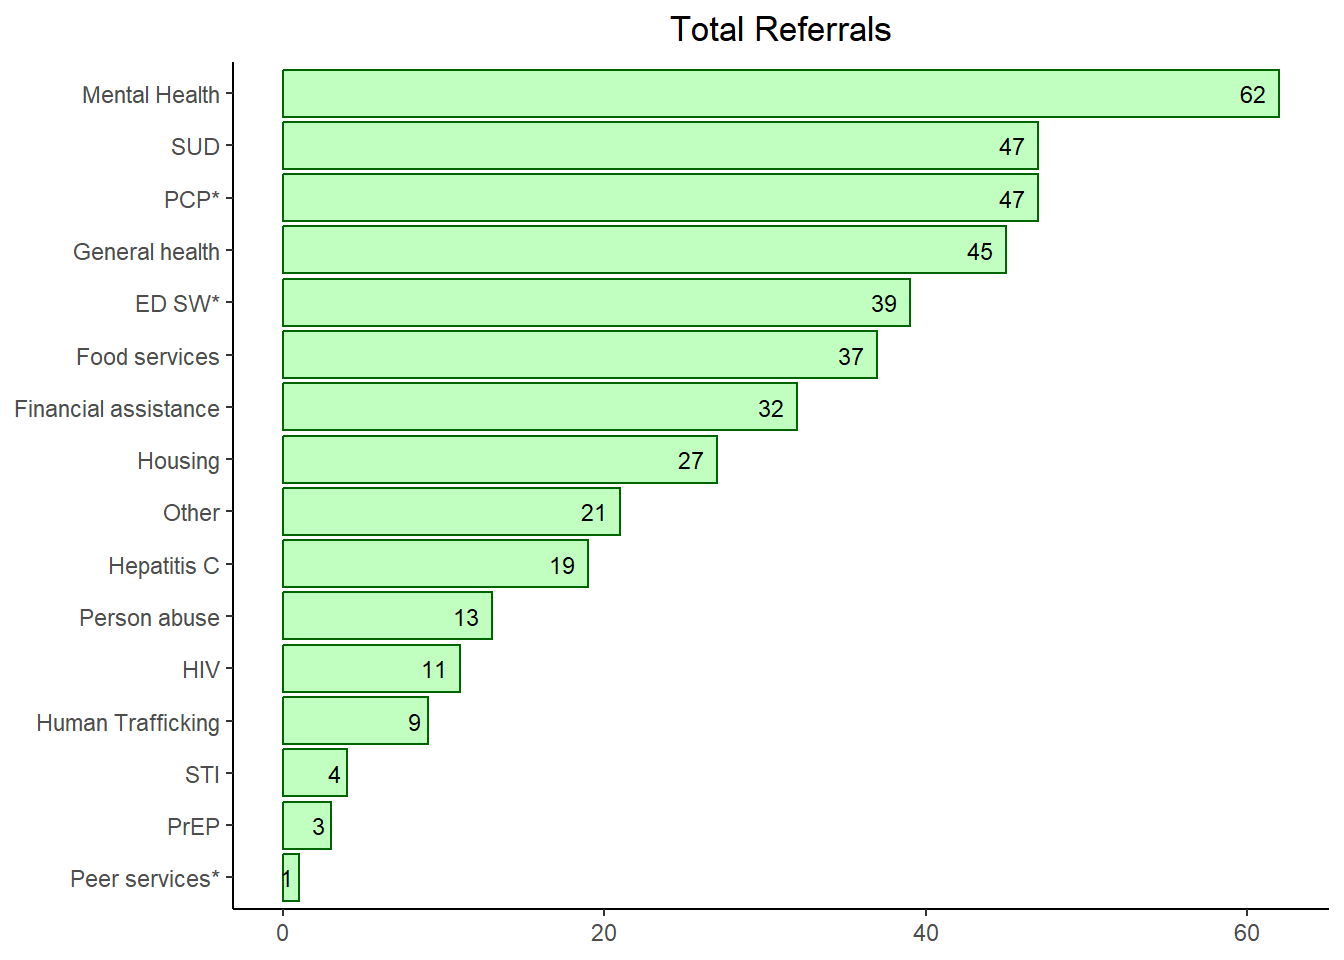 Total Referrals
Mental Health 62
SUD 47
PCP* 47
General health 45
ED SW* 39
Food services 37
Financial assistance 32
Housing 27
Other 21
Hepatitis C 19
Person abuse 13
HIV 11
Human Trafficking 9
STI 4
PrEP 3
Peer services* 1
0 20 40 60